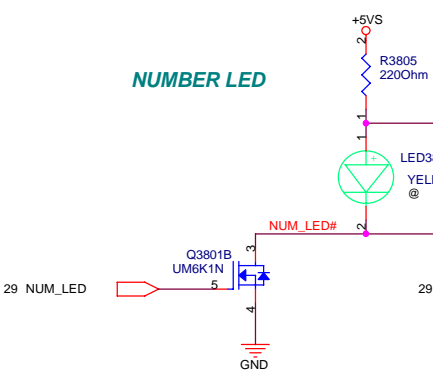 +5VS
2
R3805
220Ohm
NUMBER LED
1
1
+
LED3
YEL
@
NUM_LED#
2
3
Q3801B
UM6K1N
5
29 NUM_LED
29
4
GND